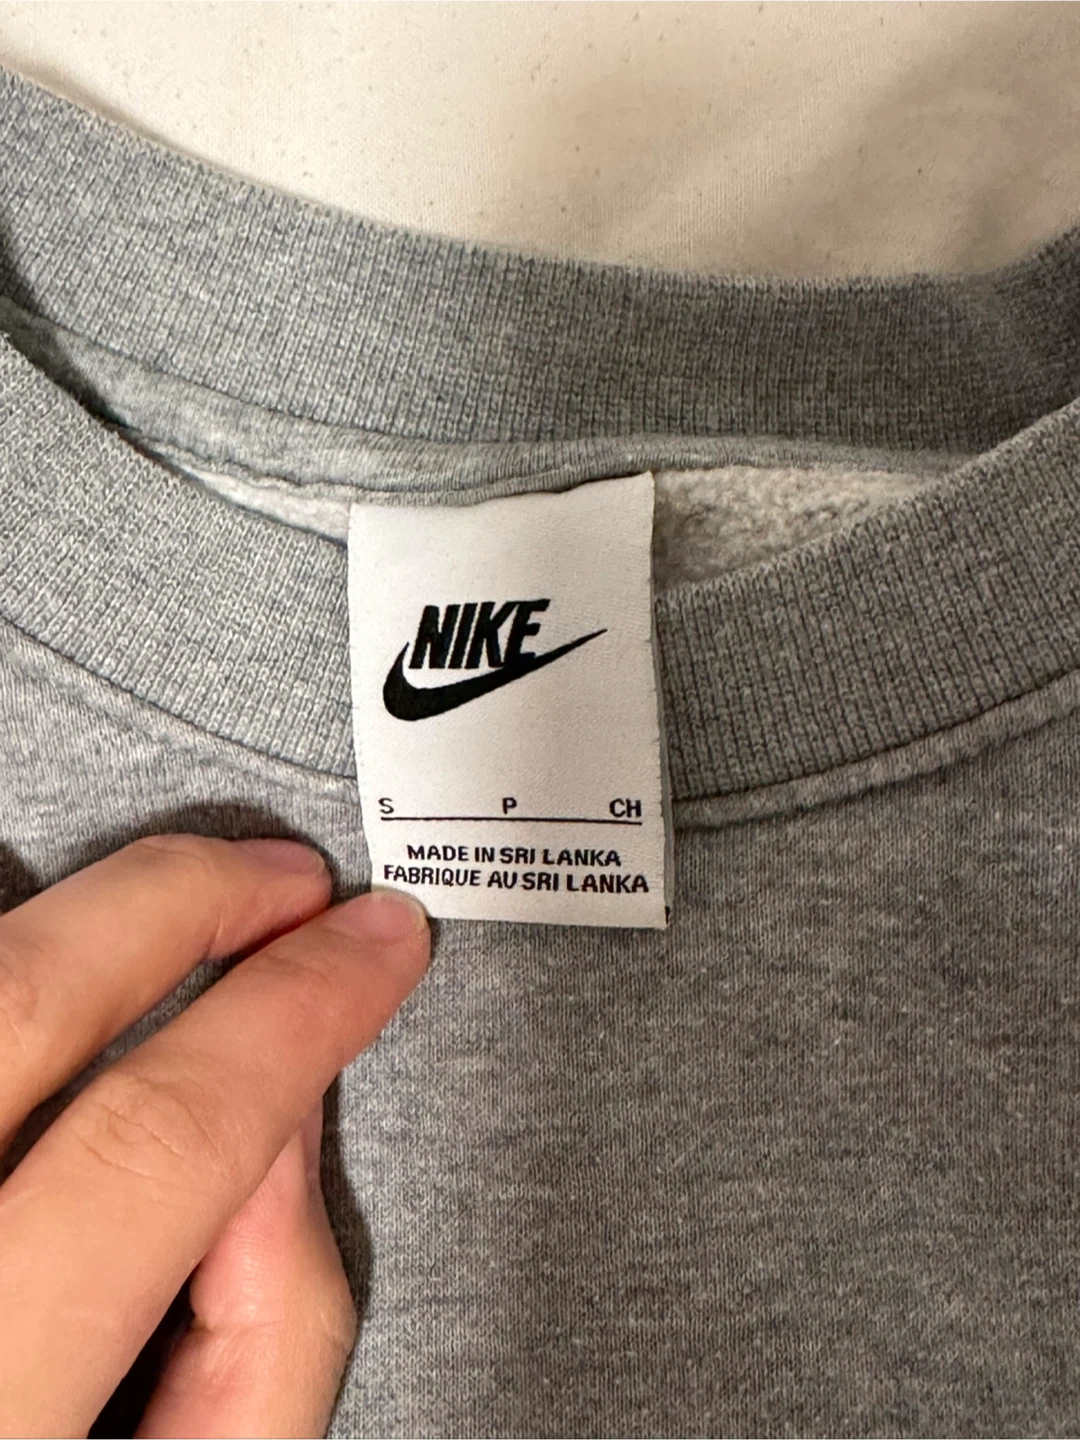 NIKE
S P CH
MADE IN SRI LANKA
FABRIQUE AU SRI LANKA